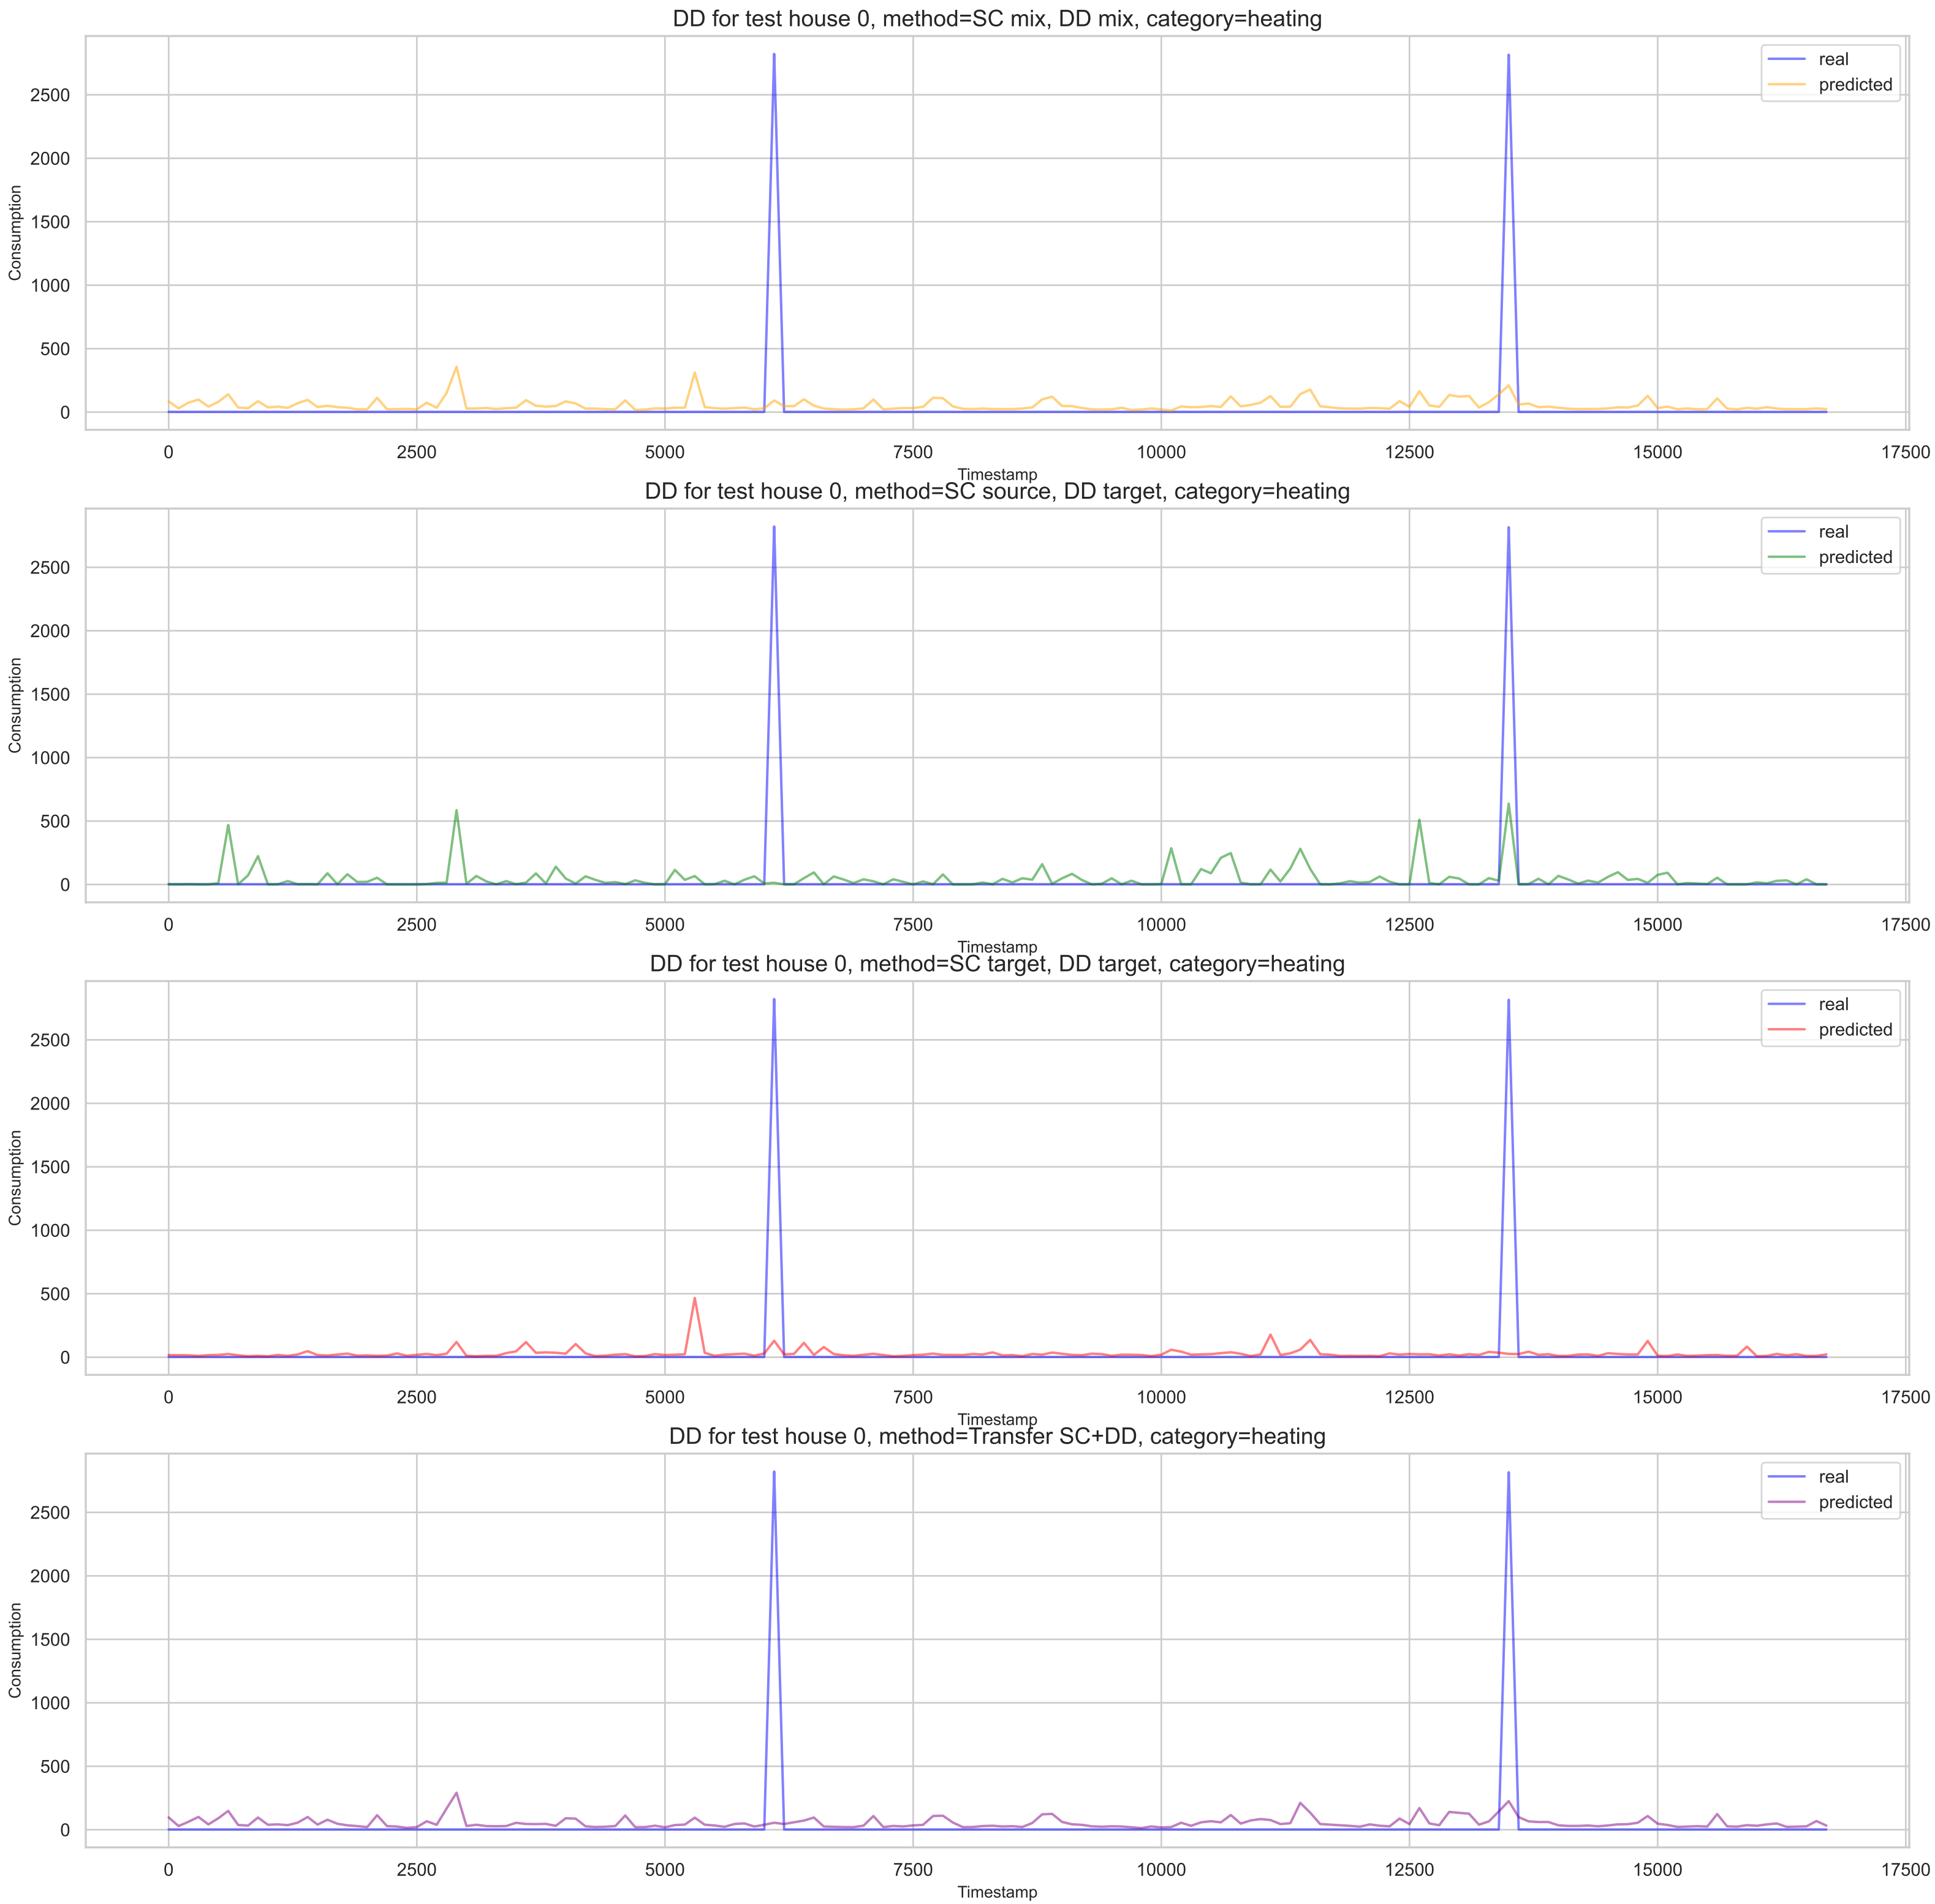 DD for test house 0, method=SC mix, DD mix, category=heating
real
predicted
Consumption
2500
2000
1500
1000
500
0
0 2500 5000 7500 10000 12500 15000 17500
Timestamp
DD for test house 0, method=SC source, DD target, category=heating
real
predicted
Consumption
2500
2000
1500
1000
500
0
0 2500 5000 7500 10000 12500 15000 17500
Timestamp
DD for test house 0, method=SC target, DD target, category=heating
real
predicted
Consumption
2500
2000
1500
1000
500
0
0 2500 5000 7500 10000 12500 15000 17500
Timestamp
DD for test house 0, method=Transfer SC+DD, category=heating
real
predicted
Consumption
2500
2000
1500
1000
500
0
0 2500 5000 7500 10000 12500 15000 17500
Timestamp